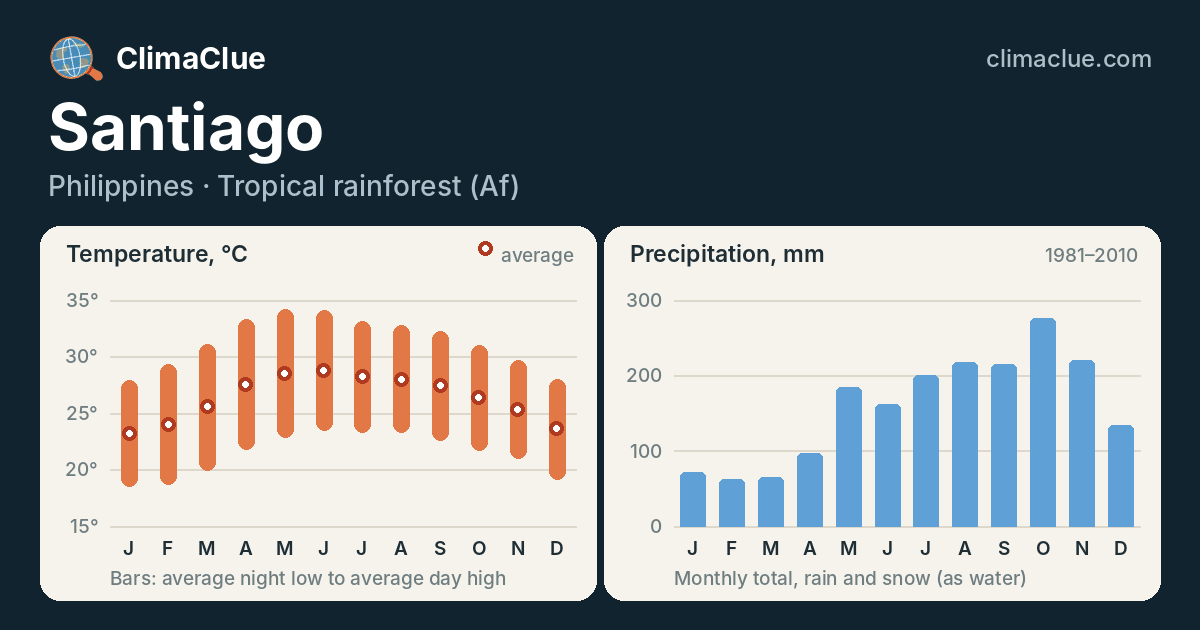 ClimaClue
climaclue.com
Santiago
Philippines · Tropical rainforest (Af)
Temperature, °C
average
35°
30°
25°
20°
15°
J F M A M J J A S O N D
Bars: average night low to average day high
Precipitation, mm
1981–2010
300
200
100
0
J F M A M J J A S O N D
Monthly total, rain and snow (as water)